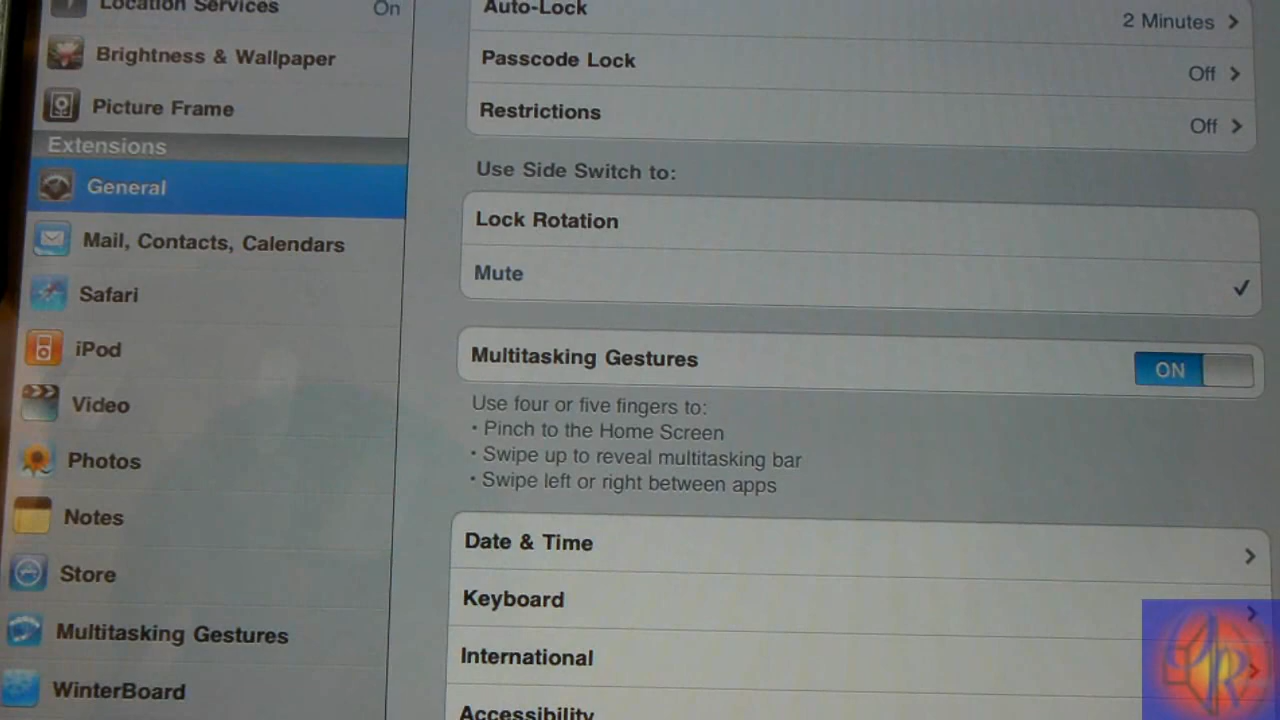 Location Services On
Brightness & Wallpaper
Picture Frame
Extensions
General
Mail, Contacts, Calendars
Safari
iPod
Video
Photos
Notes
Store
Multitasking Gestures
WinterBoard
Auto-Lock 2 Minutes
Passcode Lock Off
Restrictions Off
Use Side Switch to:
Lock Rotation
Mute
Multitasking Gestures ON
Use four or five fingers to:
• Pinch to the Home Screen
• Swipe up to reveal multitasking bar
• Swipe left or right between apps
Date & Time
Keyboard
International
Accessibility